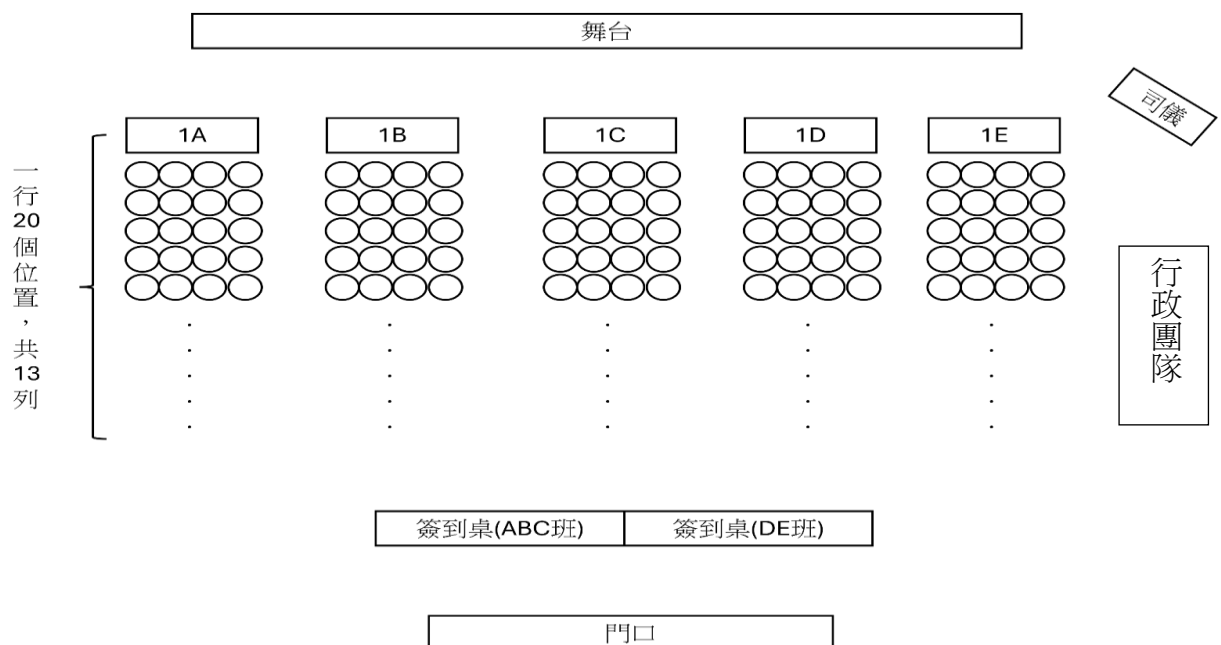 舞台
司儀
1A
1B
1C
1D
1E
一行20個位置，共13列
行政團隊
簽到桌(ABC班)
簽到桌(DE班)
門口